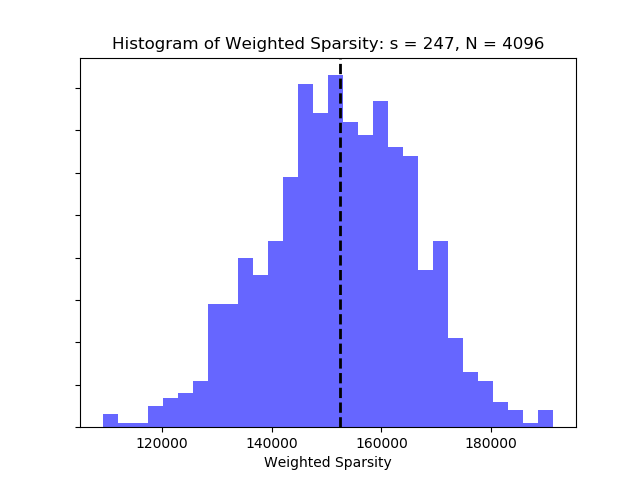 Histogram of Weighted Sparsity: s = 247, N = 4096
120000 140000 160000 180000
Weighted Sparsity